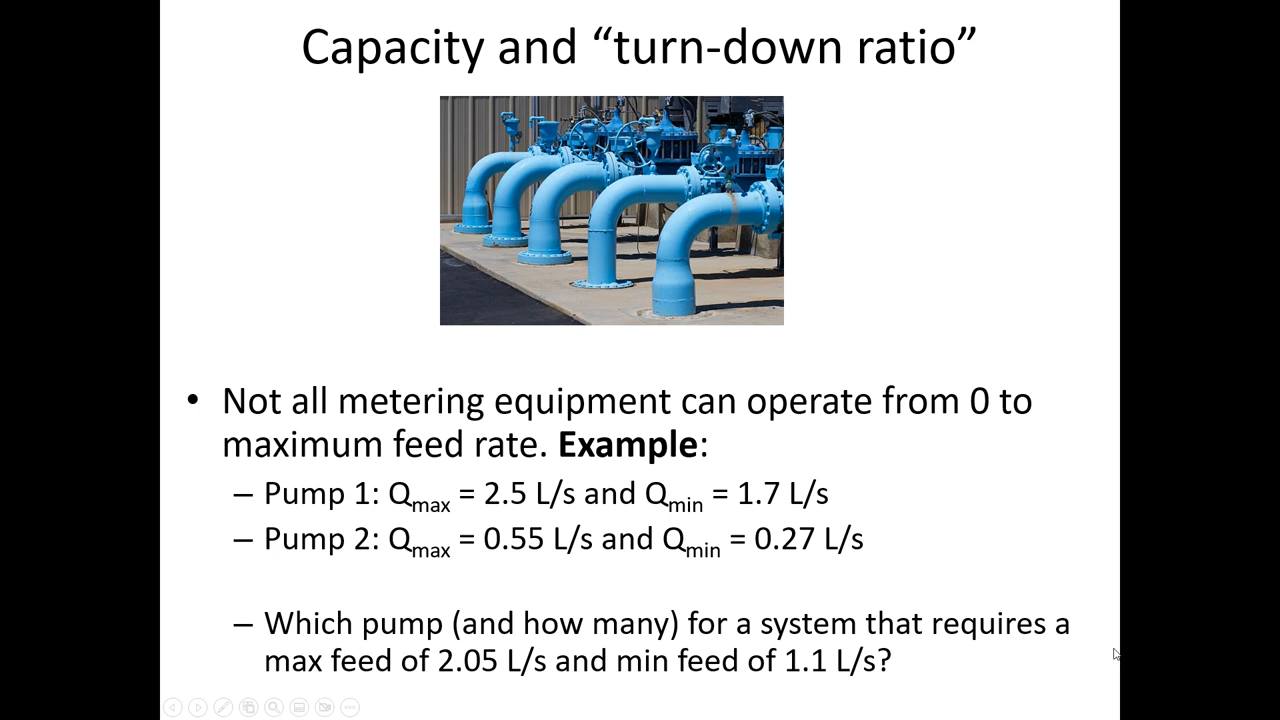 Capacity and “turn-down ratio”
• Not all metering equipment can operate from 0 to
maximum feed rate. Example:
– Pump 1: Qmax = 2.5 L/s and Qmin = 1.7 L/s
– Pump 2: Qmax = 0.55 L/s and Qmin = 0.27 L/s
– Which pump (and how many) for a system that requires a
max feed of 2.05 L/s and min feed of 1.1 L/s?